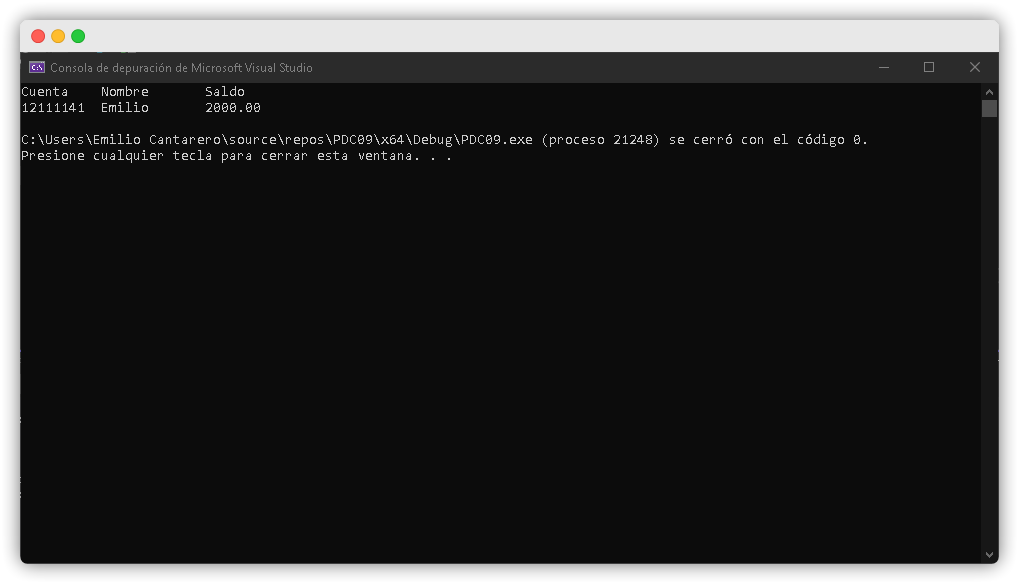 Consola de depuración de Microsoft Visual Studio
Cuenta    Nombre       Saldo
12111141  Emilio       2000.00
C:\Users\Emilio Cantarero\source\repos\PDC09\x64\Debug\PDC09.exe (proceso 21248) se cerró con el código 0.
Presione cualquier tecla para cerrar esta ventana. . .